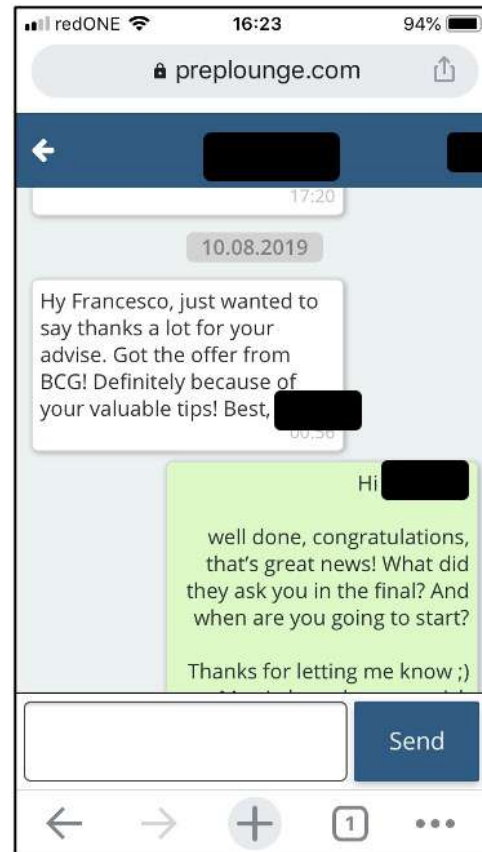 redONE 16:23 94%
preplounge.com
17:20
10.08.2019
Hy Francesco, just wanted to
say thanks a lot for your
advise. Got the offer from
BCG! Definitely because of
your valuable tips! Best,
00:56
Hi
well done, congratulations,
that's great news! What did
they ask you in the final? And
when are you going to start?
Thanks for letting me know ;)
Send
1